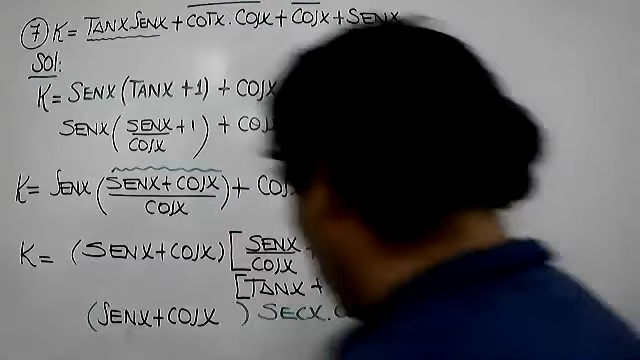 7 K = TANX SENX + COTX . COSX + COSX + SENX
SOL:
K = SENX (TANX + 1) + COSX
SENX ( SENX / COSX + 1 ) + COS
K = SENX ( SENX + COSX / COSX ) + COS
K = (SENX + COSX) [ SENX / COSX +
[TANX +
(SENX + COSX ) SECX .